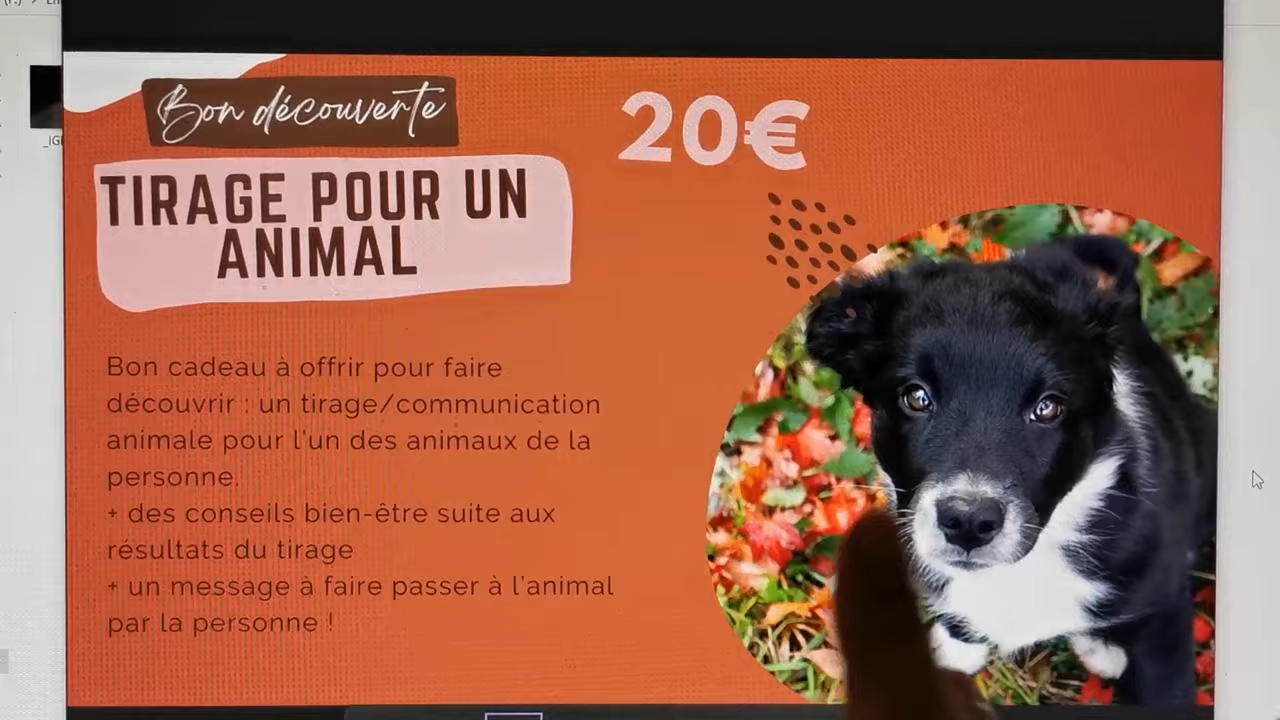 Bon découverte
20€
TIRAGE POUR UN
ANIMAL
Bon cadeau à offrir pour faire
découvrir : un tirage/communication
animale pour l'un des animaux de la
personne.
+ des conseils bien-être suite aux
résultats du tirage
+ un message à faire passer à l'animal
par la personne !